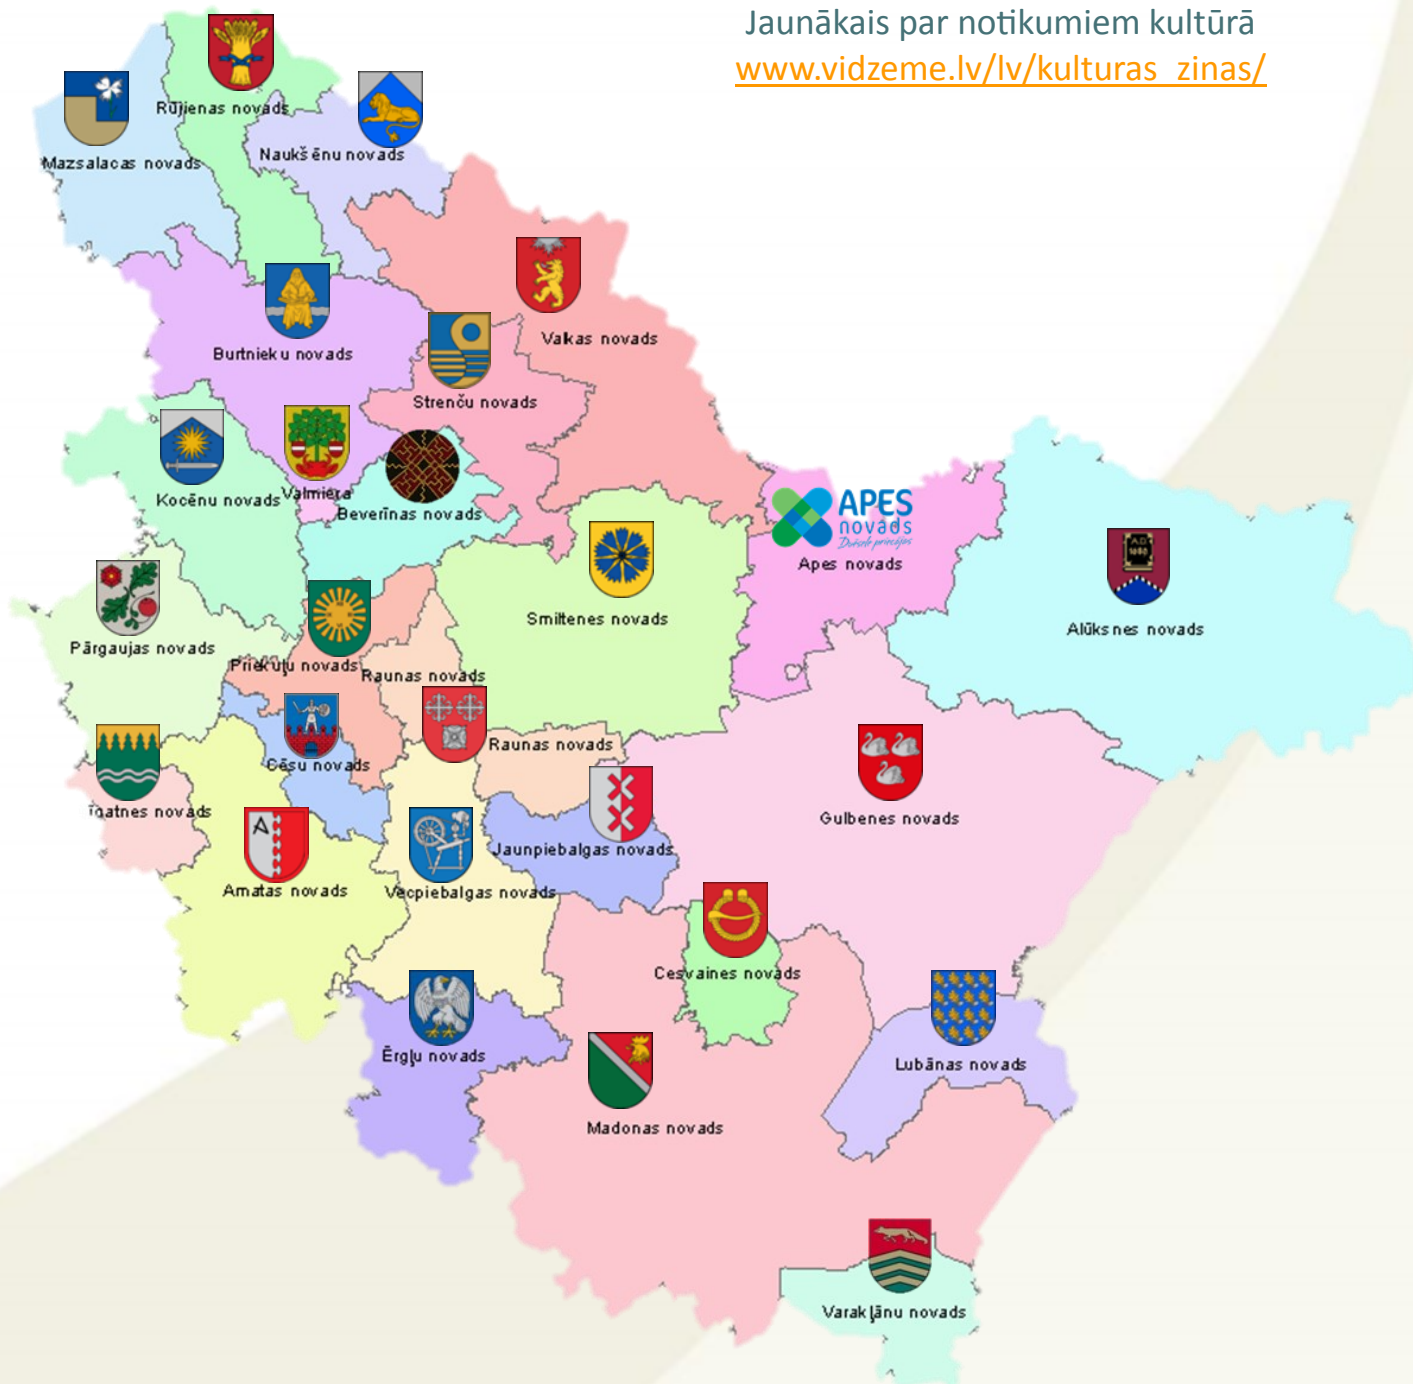 Jaunākais par notikumiem kultūrā
www.vidzeme.lv/lv/kulturas_zinas/
Rūjienas novads
Mazsalacas novads
Naukšēnu novads
Valkas novads
Burtnieku novads
Strenču novads
Kocēnu novads
Valmiera
Beverīnas novads
APES
novads
Apes novads
A.D.
Smiltenes novads
Alūksnes novads
Pārgaujas novads
Priekuļu novads
Raunas novads
Raunas novads
Cēsu novads
Īgatnes novads
Gulbenes novads
Jaunpiebalgas novads
Amatas novads
Vecpiebalgas novads
Cesvaines novads
Ērgļu novads
Lubānas novads
Madonas novads
Varakļānu novads